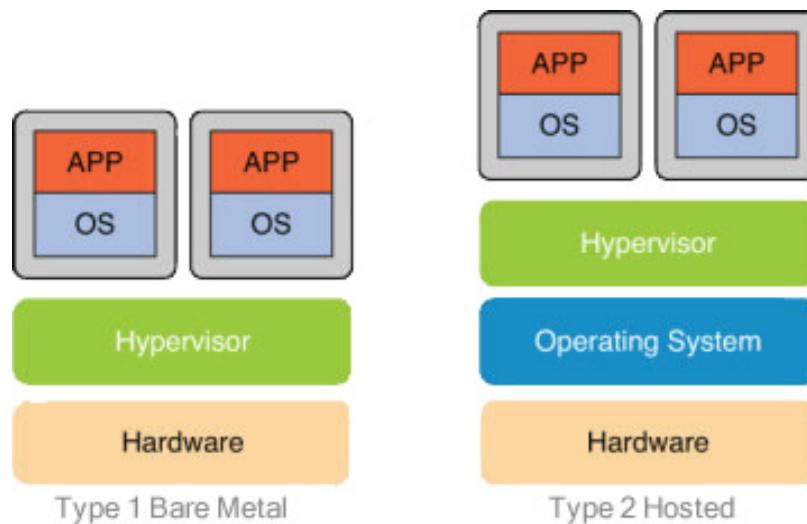 APP
OS
APP
OS
Hypervisor
Hardware
Type 1 Bare Metal
APP
OS
APP
OS
Hypervisor
Operating System
Hardware
Type 2 Hosted